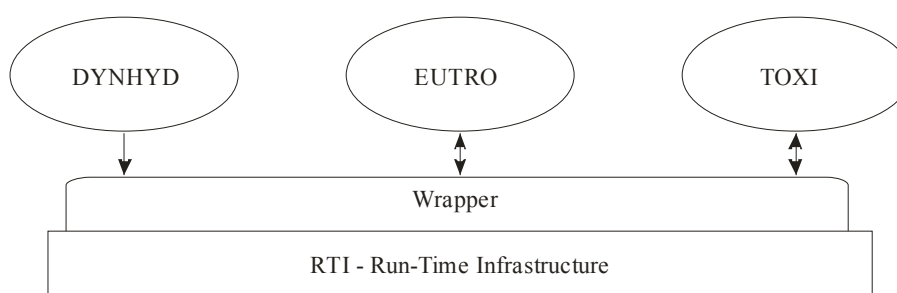 DYNHYD
EUTRO
TOXI
Wrapper
RTI - Run-Time Infrastructure